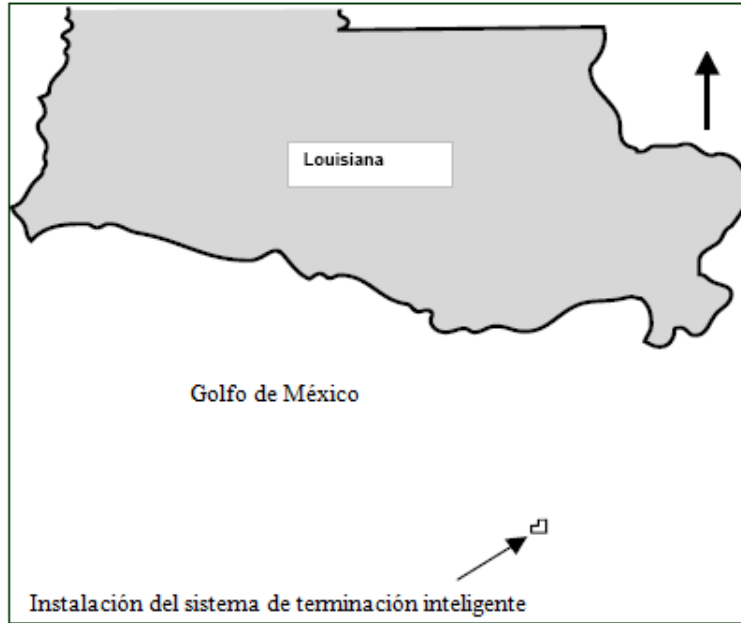 Louisiana
Golfo de México
Instalación del sistema de terminación inteligente